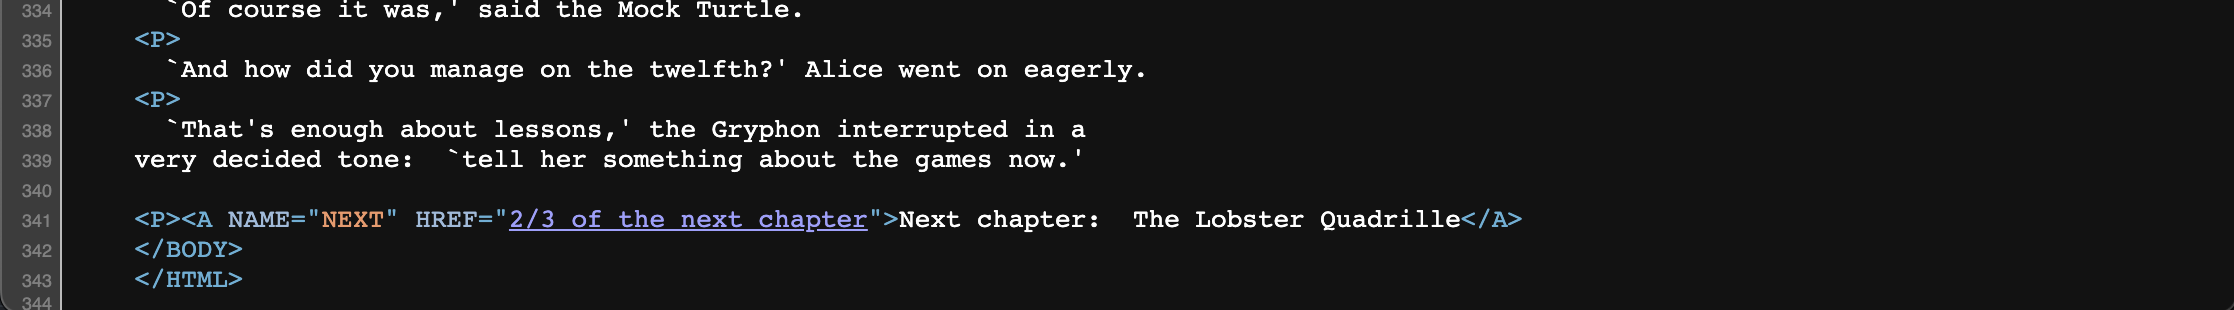 334 `Of course it was,' said the Mock Turtle.
335 <P>
336 `And how did you manage on the twelfth?' Alice went on eagerly.
337 <P>
338 `That's enough about lessons,' the Gryphon interrupted in a
339 very decided tone:  `tell her something about the games now.'
340
341 <P><A NAME="NEXT" HREF="2/3 of the next chapter">Next chapter:  The Lobster Quadrille</A>
342 </BODY>
343 </HTML>
344